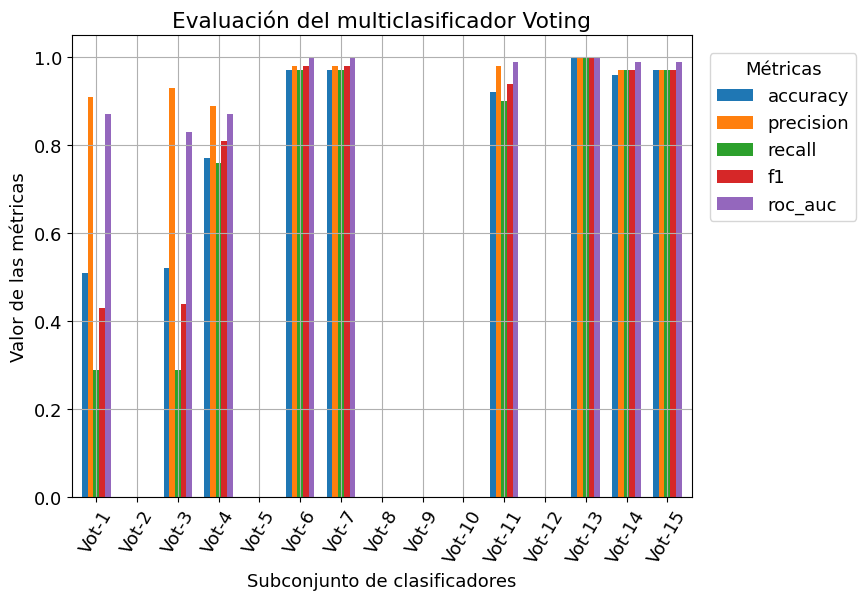 Evaluación del multiclasificador Voting
Valor de las métricas
1.0
0.8
0.6
0.4
0.2
0.0
Vot-1
Vot-2
Vot-3
Vot-4
Vot-5
Vot-6
Vot-7
Vot-8
Vot-9
Vot-10
Vot-11
Vot-12
Vot-13
Vot-14
Vot-15
Subconjunto de clasificadores
Métricas
accuracy
precision
recall
f1
roc_auc